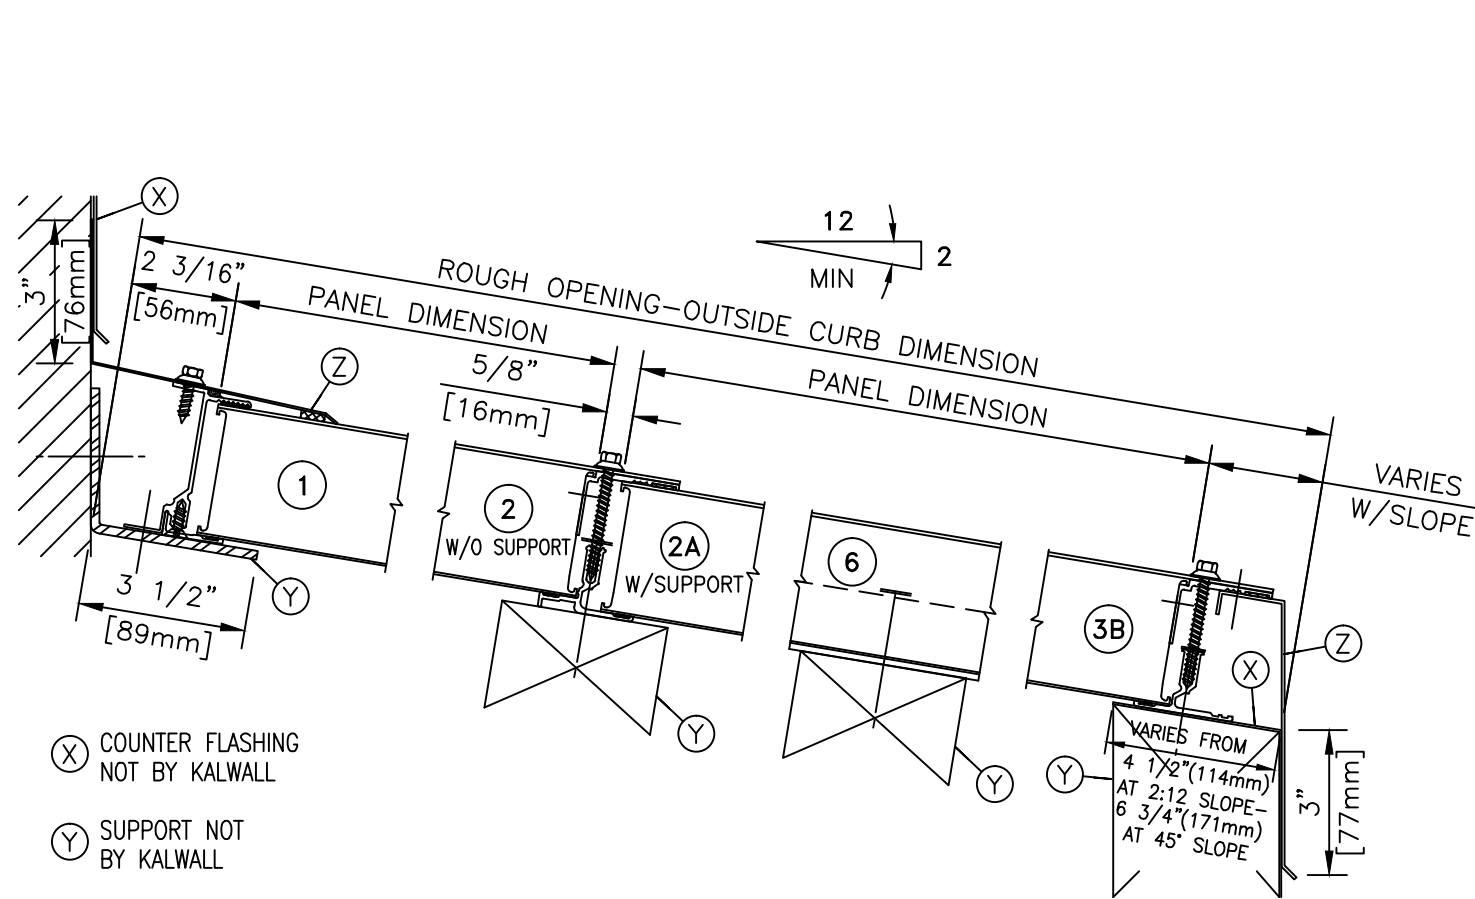 X
12
2
MIN
2 3/16”
[56mm]
3”
[76mm]
ROUGH OPENING–OUTSIDE CURB DIMENSION
PANEL DIMENSION
5/8”
[16mm]
PANEL DIMENSION
VARIES
W/SLOPE
Z
1
2
W/O SUPPORT
2A
W/SUPPORT
6
3B
3 1/2”
[89mm]
Y
Y
Y
Z
X
Y
VARIES FROM
4 1/2”(114mm)
AT 2:12 SLOPE–
6 3/4”(171mm)
AT 45° SLOPE
3”
[77mm]
X COUNTER FLASHING
NOT BY KALWALL
Y SUPPORT NOT
BY KALWALL